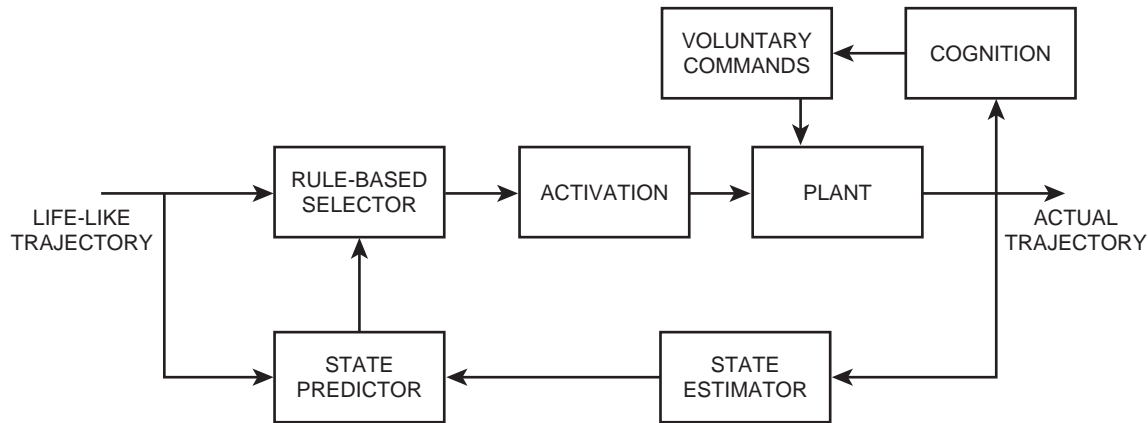 VOLUNTARY
COMMANDS
COGNITION
RULE-BASED
SELECTOR
ACTIVATION
PLANT
LIFE-LIKE
TRAJECTORY
ACTUAL
TRAJECTORY
STATE
PREDICTOR
STATE
ESTIMATOR